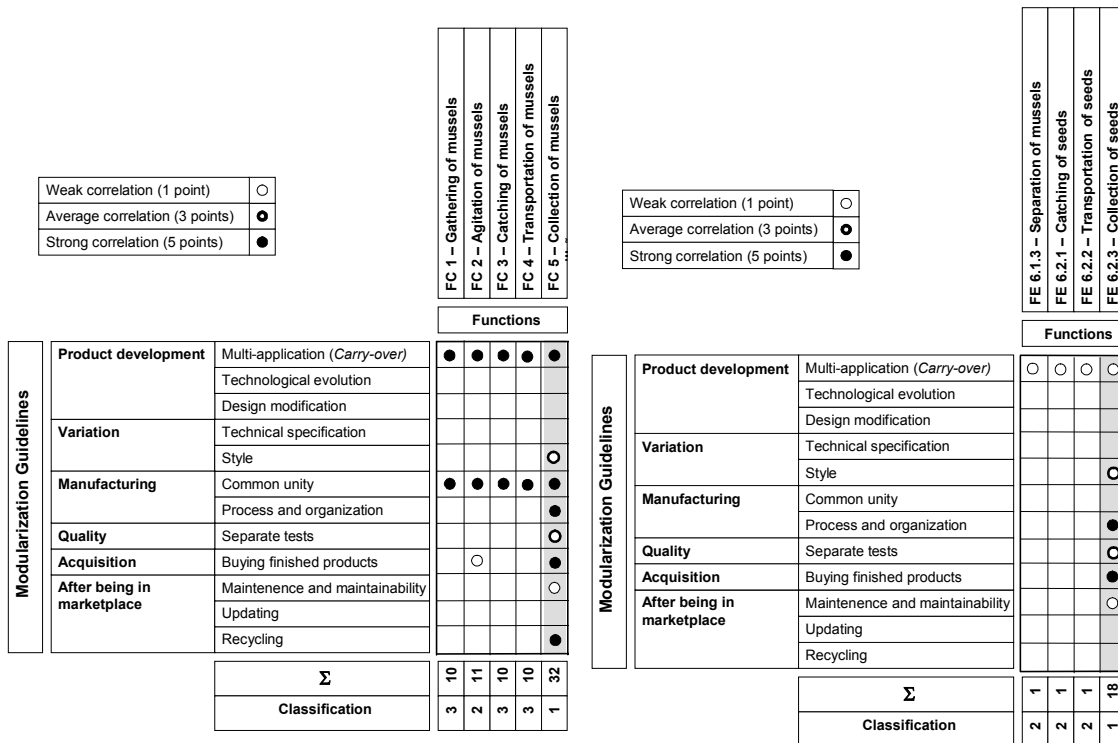 FC 1 – Gathering of mussels
FC 2 – Agitation of mussels
FC 3 – Catching of mussels
FC 4 – Transportation of mussels
FC 5 – Collection of mussels
Weak correlation (1 point)
Average correlation (3 points)
Strong correlation (5 points)
Functions
Modularization Guidelines
Product development
Multi-application (Carry-over)
Technological evolution
Design modification
Variation
Technical specification
Style
Manufacturing
Common unity
Process and organization
Quality
Separate tests
Acquisition
Buying finished products
After being in
marketplace
Maintenence and maintainability
Updating
Recycling
Σ
10
11
10
10
32
Classification
3
2
3
3
1
FE 6.1.3 – Separation of mussels
FE 6.2.1 – Catching of seeds
FE 6.2.2 – Transportation of seeds
FE 6.2.3 – Collection of seeds
Weak correlation (1 point)
Average correlation (3 points)
Strong correlation (5 points)
Functions
Modularization Guidelines
Product development
Multi-application (Carry-over)
Technological evolution
Design modification
Variation
Technical specification
Style
Manufacturing
Common unity
Process and organization
Quality
Separate tests
Acquisition
Buying finished products
After being in
marketplace
Maintenence and maintainability
Updating
Recycling
Σ
1
1
1
18
Classification
2
2
2
1